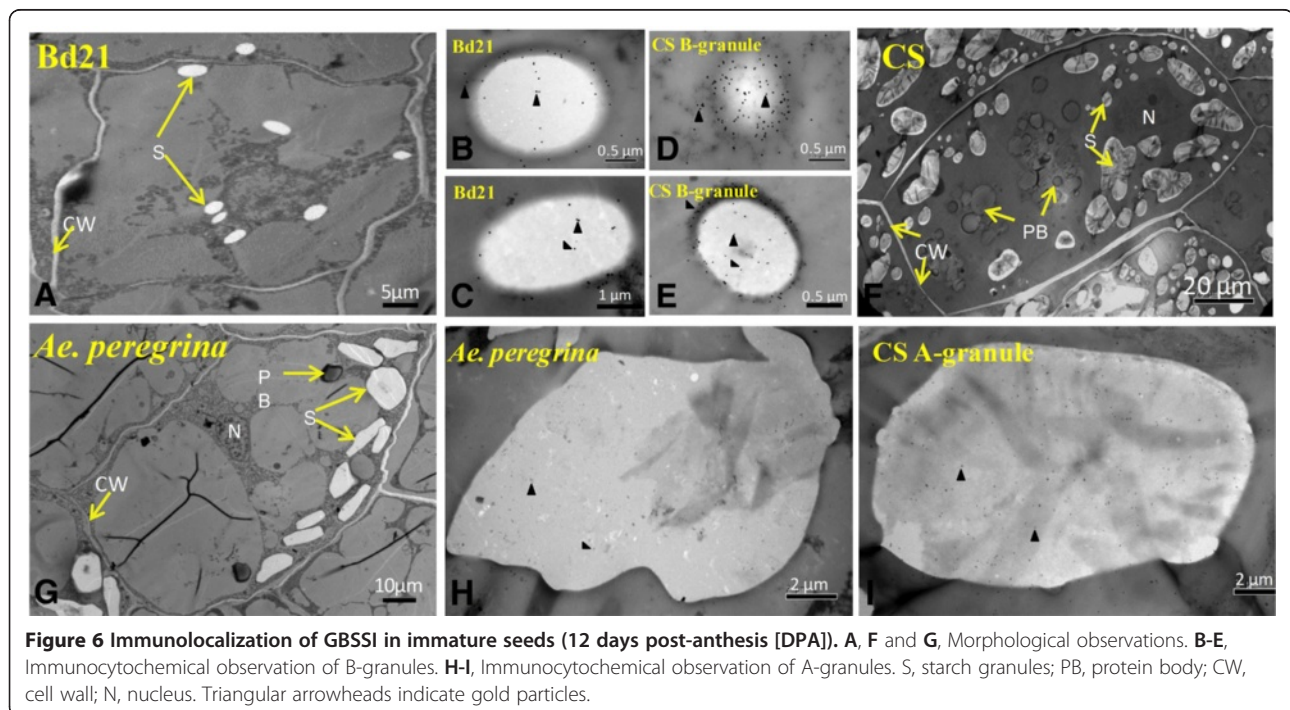 Bd21
S
CW
A
5µm
Bd21
B
0.5 µm
CS B-granule
D
0.5 µm
Bd21
C
1 µm
CS B-granule
E
0.5 µm
CS
N
S
PB
CW
F
20 µm
Ae. peregrina
P
B
S
N
CW
G
10µm
Ae. peregrina
H
2 µm
CS A-granule
I
2 µm
Figure 6 Immunolocalization of GBSSI in immature seeds (12 days post-anthesis [DPA]). A, F and G, Morphological observations. B-E,
Immunocytochemical observation of B-granules. H-I, Immunocytochemical observation of A-granules. S, starch granules; PB, protein body; CW,
cell wall; N, nucleus. Triangular arrowheads indicate gold particles.